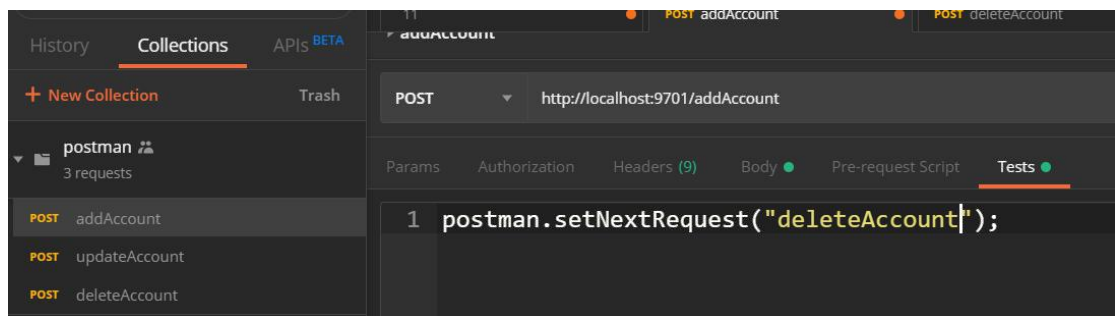 11
POST addAccount
POST deleteAccount
History
Collections
APIs BETA
addAccount
+ New Collection
Trash
POST
http://localhost:9701/addAccount
postman
3 requests
Params
Authorization
Headers (9)
Body
Pre-request Script
Tests
POST addAccount
POST updateAccount
POST deleteAccount
1 postman.setNextRequest("deleteAccount");